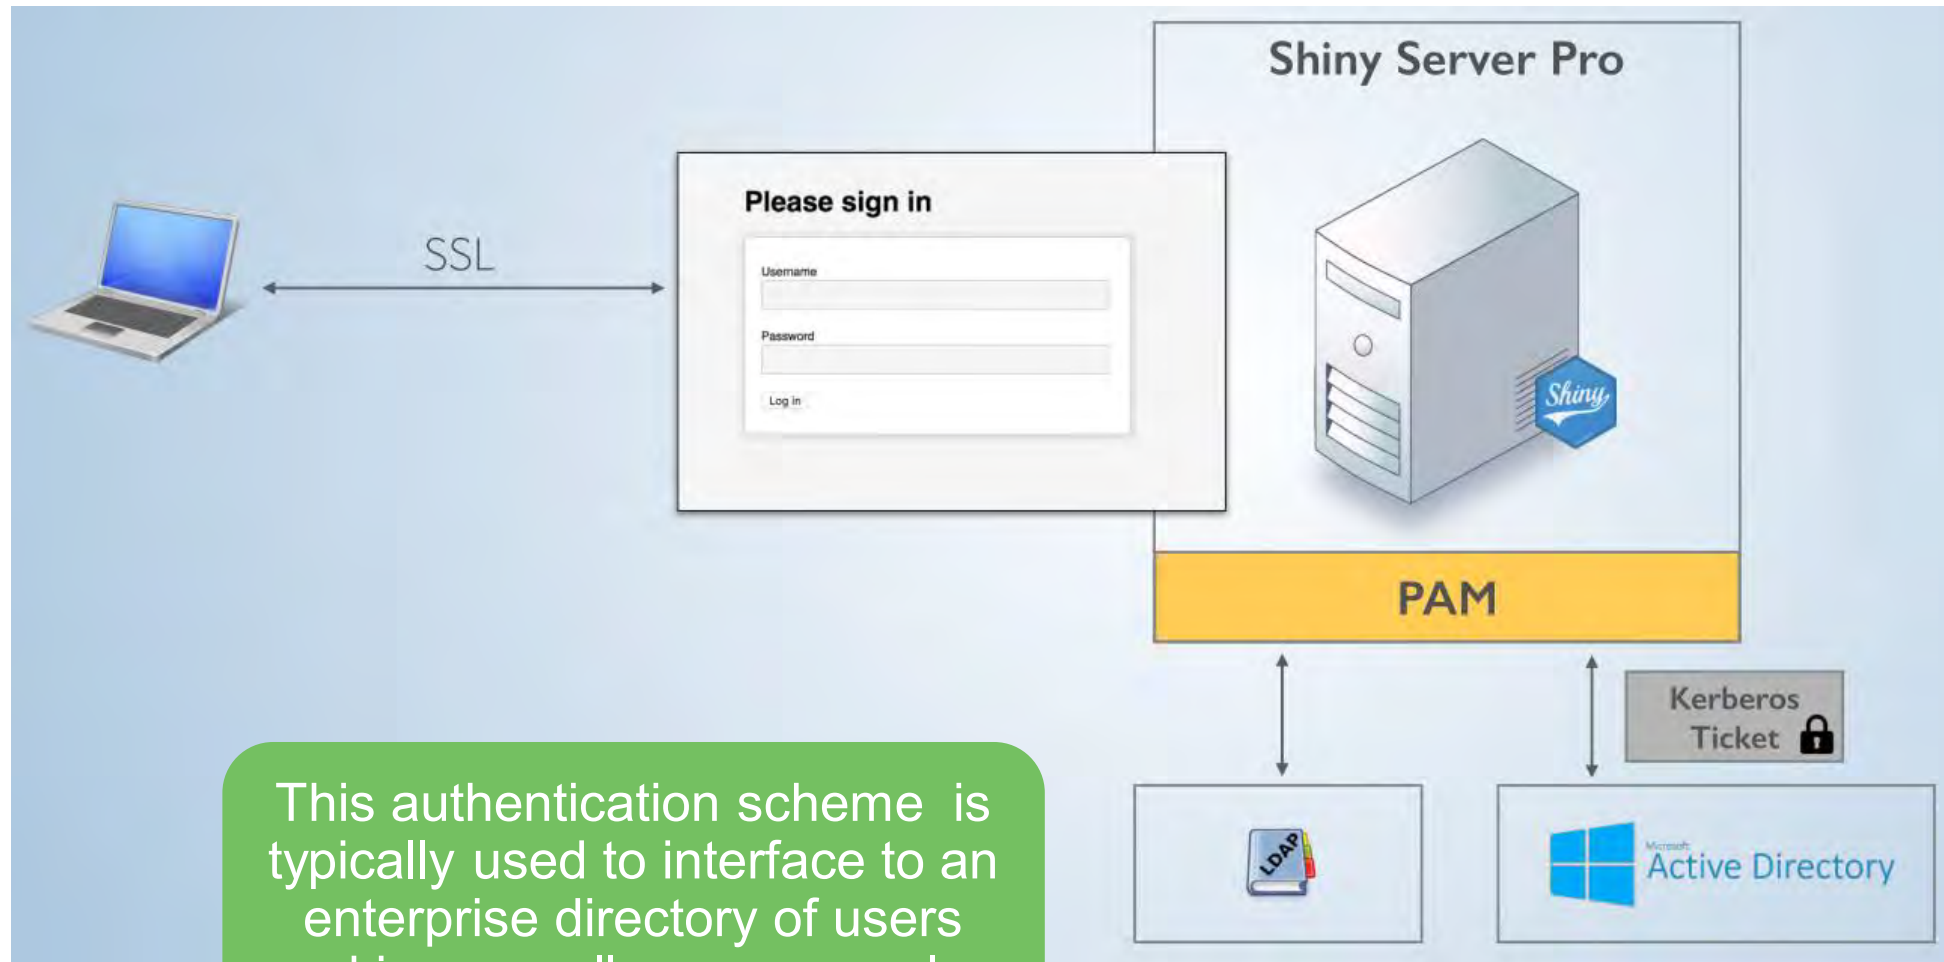 Shiny Server Pro
Please sign in
SSL
Username
Password
Log in
Shiny
PAM
Kerberos
Ticket
This authentication scheme is
typically used to interface to an
enterprise directory of users
LDAP
Microsoft
Active Directory